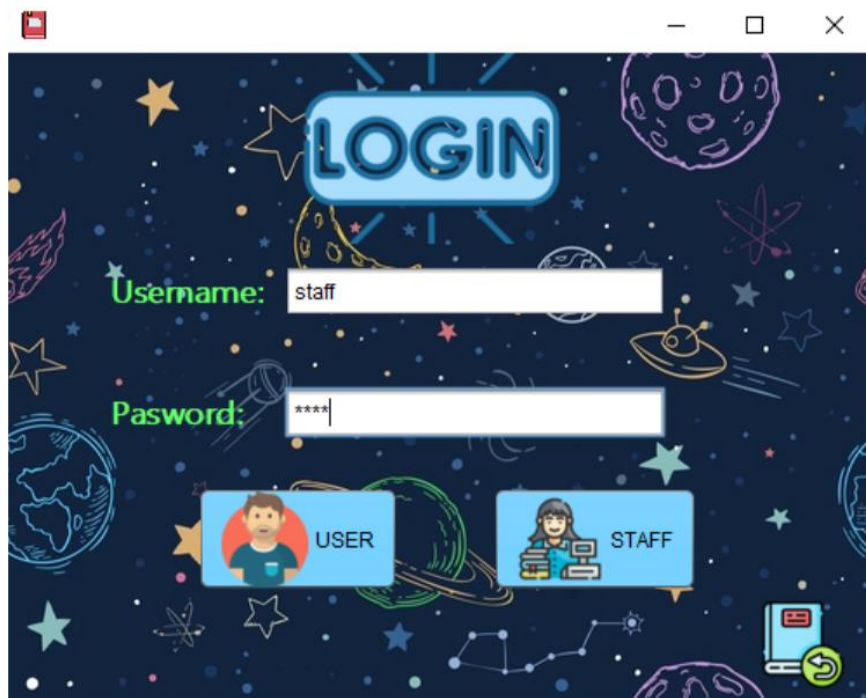 LOGIN
Username:
staff
Pasword:
****
USER
STAFF